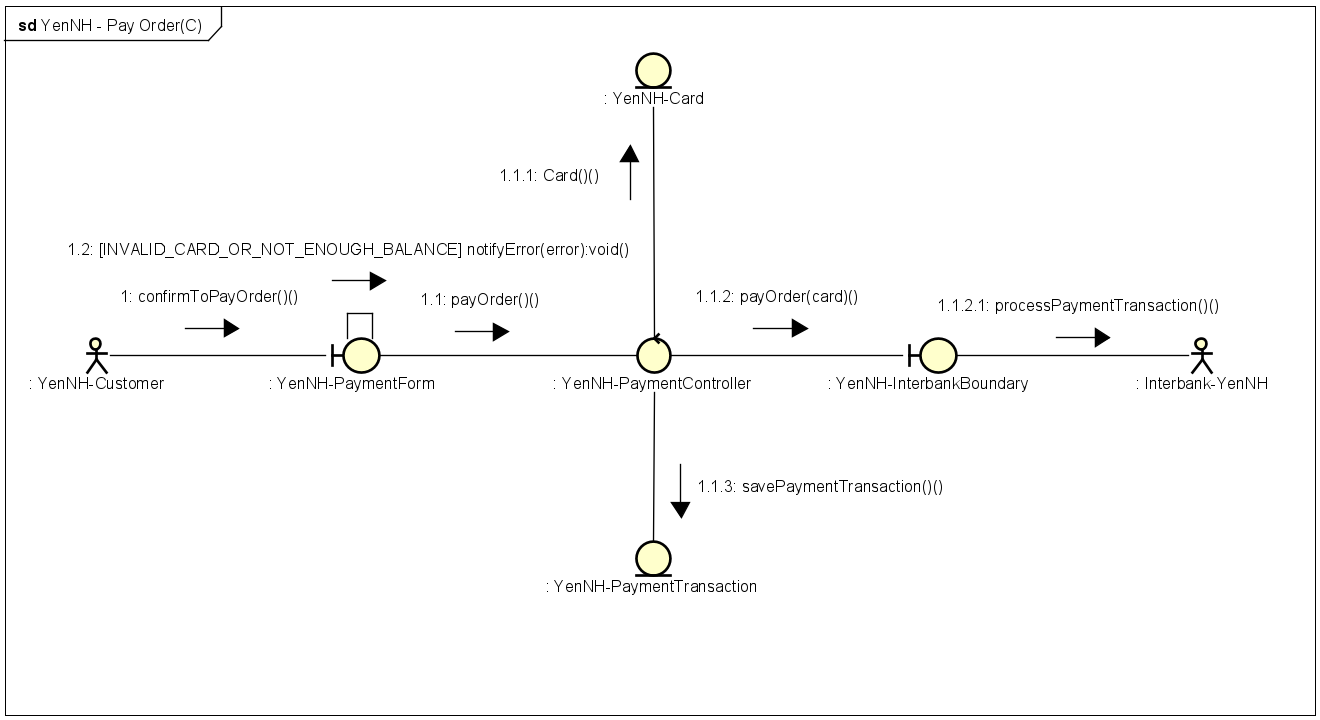 sd YenNH - Pay Order(C)
: YenNH-Card
1.1.1: Card()()
1.2: [INVALID_CARD_OR_NOT_ENOUGH_BALANCE] notifyError(error):void()
1: confirmToPayOrder()()
1.1: payOrder()()
1.1.2: payOrder(card)()
1.1.2.1: processPaymentTransaction()()
: YenNH-Customer
: YenNH-PaymentForm
: YenNH-PaymentController
: YenNH-InterbankBoundary
: Interbank-YenNH
1.1.3: savePaymentTransaction()()
: YenNH-PaymentTransaction